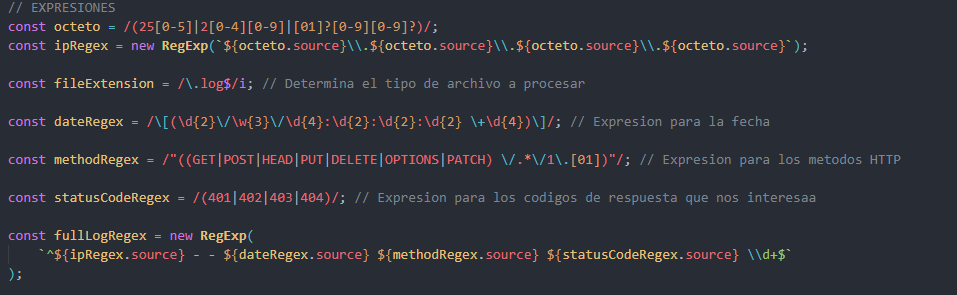 // EXPRESIONES
const octeto = /(25[0-5]|2[0-4][0-9]|[01]?[0-9][0-9]?)/;
const ipRegex = new RegExp(`${octeto.source}\\.${octeto.source}\\.${octeto.source}\\.${octeto.source}`);
const fileExtension = /\.log$/i; // Determina el tipo de archivo a procesar
const dateRegex = /\[(\d{2}\/\w{3}\/\d{4}:\d{2}:\d{2}:\d{2} \+\d{4})\]/; // Expresion para la fecha
const methodRegex = /"((GET|POST|HEAD|PUT|DELETE|OPTIONS|PATCH) \/.*\/1\.[01])"/; // Expresion para los metodos HTTP
const statusCodeRegex = /(401|402|403|404)/; // Expresion para los codigos de respuesta que nos interesaa
const fullLogRegex = new RegExp(
    `^${ipRegex.source} - - ${dateRegex.source} ${methodRegex.source} ${statusCodeRegex.source} \\d+$`
);